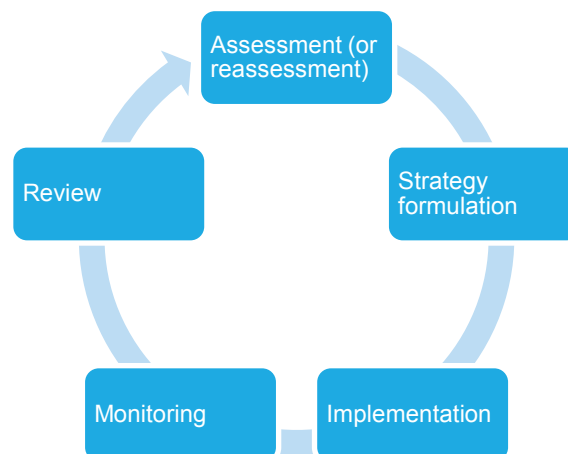 Assessment (or
reassessment)
Strategy
formulation
Implementation
Monitoring
Review